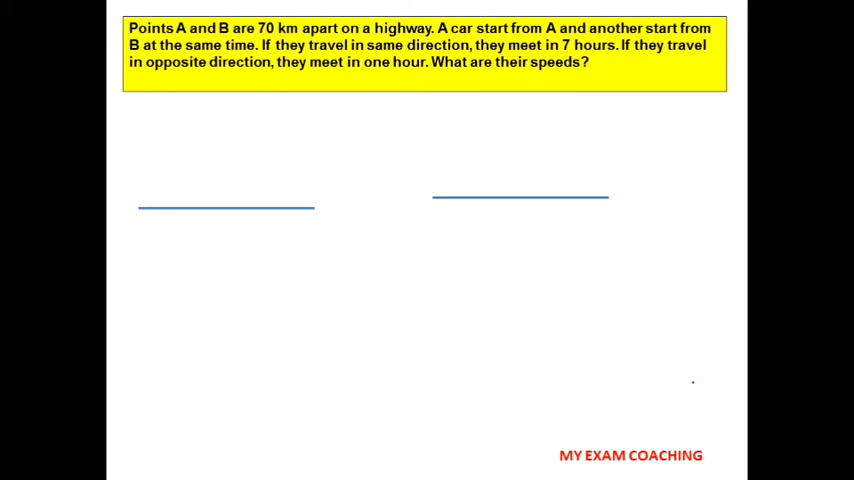 Points A and B are 70 km apart on a highway. A car start from A and another start from
B at the same time. If they travel in same direction, they meet in 7 hours. If they travel
in opposite direction, they meet in one hour. What are their speeds?
MY EXAM COACHING